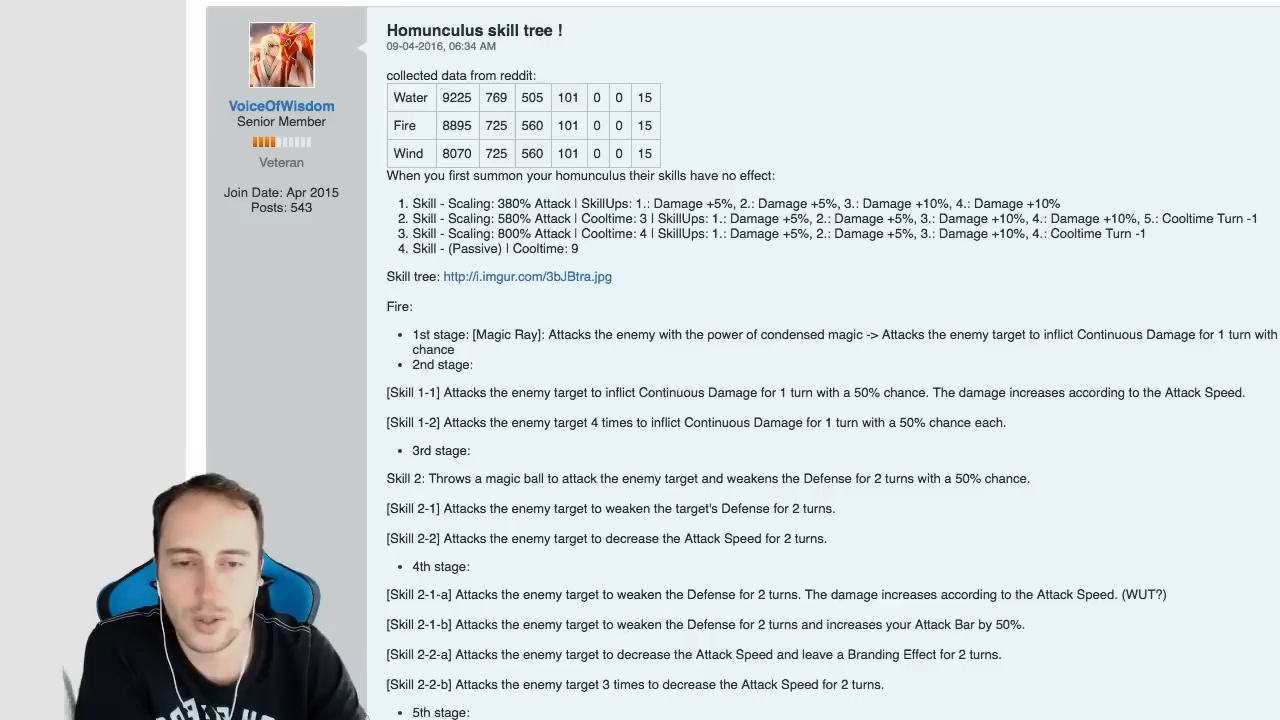 Homunculus skill tree !
09-04-2016, 06:34 AM
VoiceOfWisdom
Senior Member
Veteran
Join Date: Apr 2015
Posts: 543
collected data from reddit:
Water 9225 769 505 101 0 0 15
Fire 8895 725 560 101 0 0 15
Wind 8070 725 560 101 0 0 15
When you first summon your homunculus their skills have no effect:
1. Skill - Scaling: 380% Attack | SkillUps: 1.: Damage +5%, 2.: Damage +5%, 3.: Damage +10%, 4.: Damage +10%
2. Skill - Scaling: 580% Attack | Cooltime: 3 | SkillUps: 1.: Damage +5%, 2.: Damage +5%, 3.: Damage +10%, 4.: Damage +10%, 5.: Cooltime Turn -1
3. Skill - Scaling: 800% Attack | Cooltime: 4 | SkillUps: 1.: Damage +5%, 2.: Damage +5%, 3.: Damage +10%, 4.: Cooltime Turn -1
4. Skill - (Passive) | Cooltime: 9
Skill tree: http://i.imgur.com/3bJBtra.jpg
Fire:
• 1st stage: [Magic Ray]: Attacks the enemy with the power of condensed magic -> Attacks the enemy target to inflict Continuous Damage for 1 turn with
chance
• 2nd stage:
[Skill 1-1] Attacks the enemy target to inflict Continuous Damage for 1 turn with a 50% chance. The damage increases according to the Attack Speed.
[Skill 1-2] Attacks the enemy target 4 times to inflict Continuous Damage for 1 turn with a 50% chance each.
• 3rd stage:
Skill 2: Throws a magic ball to attack the enemy target and weakens the Defense for 2 turns with a 50% chance.
[Skill 2-1] Attacks the enemy target to weaken the target's Defense for 2 turns.
[Skill 2-2] Attacks the enemy target to decrease the Attack Speed for 2 turns.
• 4th stage:
[Skill 2-1-a] Attacks the enemy target to weaken the Defense for 2 turns. The damage increases according to the Attack Speed. (WUT?)
[Skill 2-1-b] Attacks the enemy target to weaken the Defense for 2 turns and increases your Attack Bar by 50%.
[Skill 2-2-a] Attacks the enemy target to decrease the Attack Speed and leave a Branding Effect for 2 turns.
[Skill 2-2-b] Attacks the enemy target 3 times to decrease the Attack Speed for 2 turns.
• 5th stage: